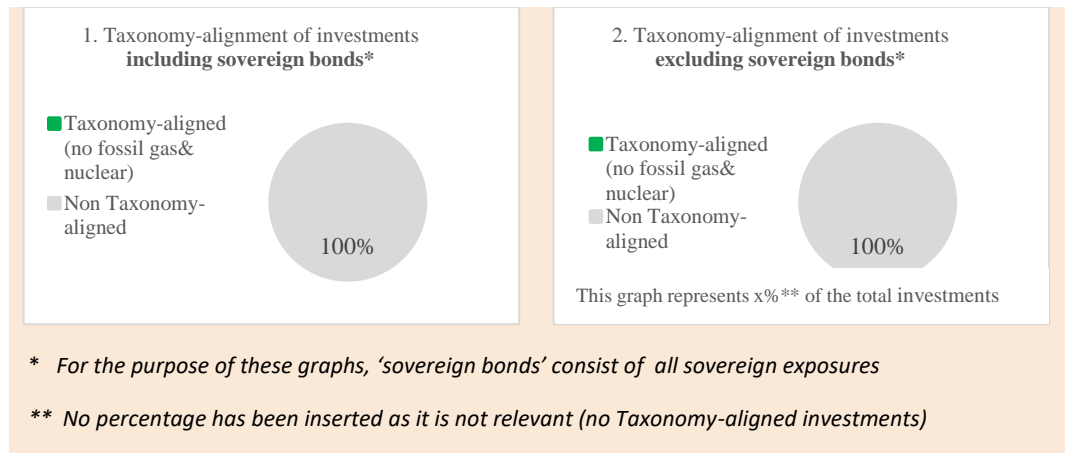 1. Taxonomy-alignment of investments
including sovereign bonds*
Taxonomy-aligned
(no fossil gas&
nuclear)
Non Taxonomy-
aligned
100%
2. Taxonomy-alignment of investments
excluding sovereign bonds*
Taxonomy-aligned
(no fossil gas&
nuclear)
Non Taxonomy-
aligned
100%
This graph represents x%** of the total investments
* For the purpose of these graphs, ‘sovereign bonds’ consist of all sovereign exposures
** No percentage has been inserted as it is not relevant (no Taxonomy-aligned investments)